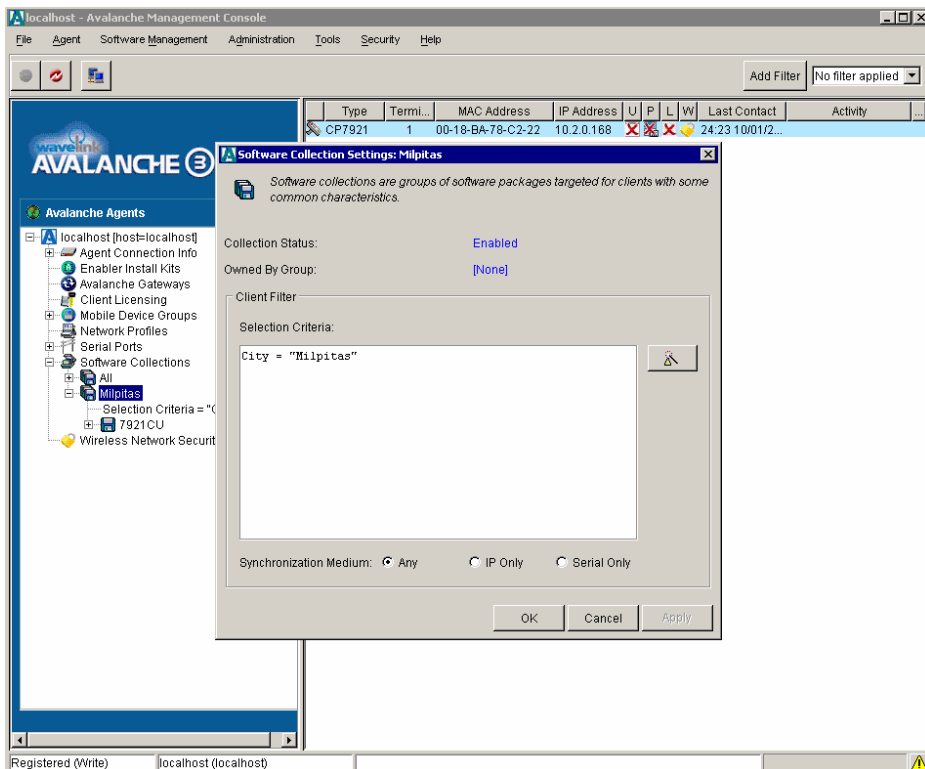 localhost - Avalanche Management Console
File Agent Software Management Administration Tools Security Help
Add Filter No filter applied
Type Termi... MAC Address IP Address U P L W Last Contact Activity ...
CP7921 1 00-18-BA-78-C2-22 10.2.0.168 24:23 10/01/2...
wavelink
AVALANCHE 3
Avalanche Agents
localhost [host=localhost]
Agent Connection Info
Enabler Install Kits
Avalanche Gateways
Client Licensing
Mobile Device Groups
Network Profiles
Serial Ports
Software Collections
All
Milpitas
Selection Criteria = "C
7921CU
Wireless Network Securit
Software Collection Settings: Milpitas
Software collections are groups of software packages targeted for clients with some
common characteristics.
Collection Status: Enabled
Owned By Group: [None]
Client Filter
Selection Criteria:
City = "Milpitas"
Synchronization Medium: Any IP Only Serial Only
OK Cancel Apply
Registered (Write) localhost (localhost)